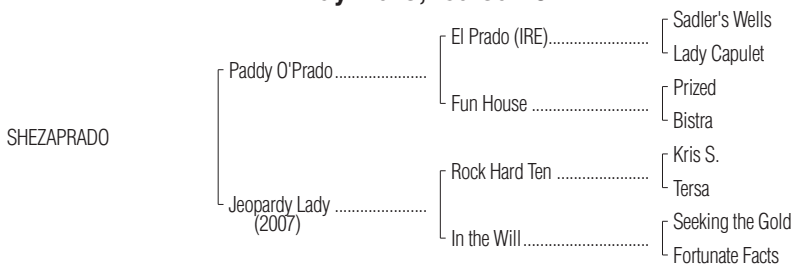 Sadler's Wells
El Prado (IRE)........................
Lady Capulet
Paddy O'Prado......................
Prized
Fun House ............................
Bistra
SHEZAPRADO
Kris S.
Rock Hard Ten ......................
Tersa
Jeopardy Lady ......................
(2007)
Seeking the Gold
In the Will..............................
Fortunate Facts